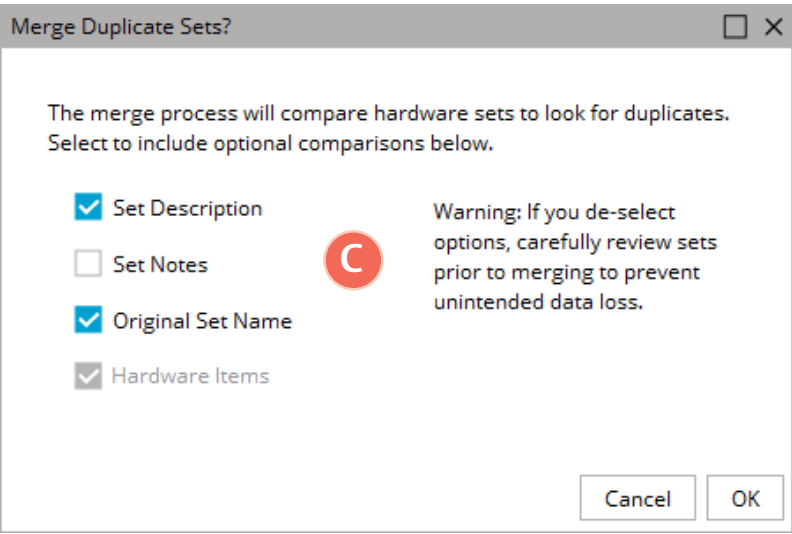 Merge Duplicate Sets?
The merge process will compare hardware sets to look for duplicates.
Select to include optional comparisons below.
Set Description
Set Notes
Original Set Name
Hardware Items
C
Warning: If you de-select
options, carefully review sets
prior to merging to prevent
unintended data loss.
Cancel
OK